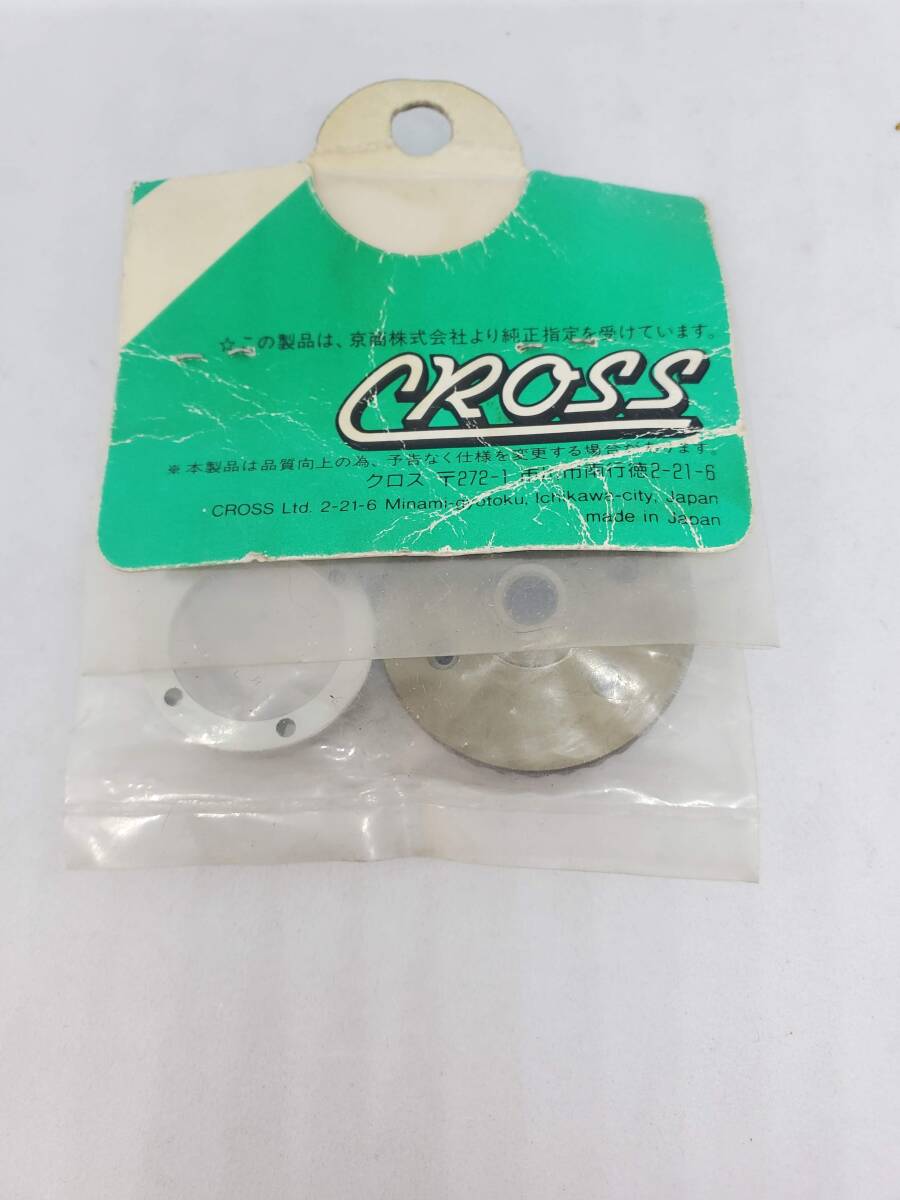 ☆この製品は、京商株式会社より純正指定を受けています。
CROSS
※本製品は品質向上の為、予告なく仕様を変更する場合があります。
クロス 〒272-1 市川市南行徳2-21-6
CROSS Ltd. 2-21-6 Minami-gyotoku, Ichikawa-city, Japan
made in Japan